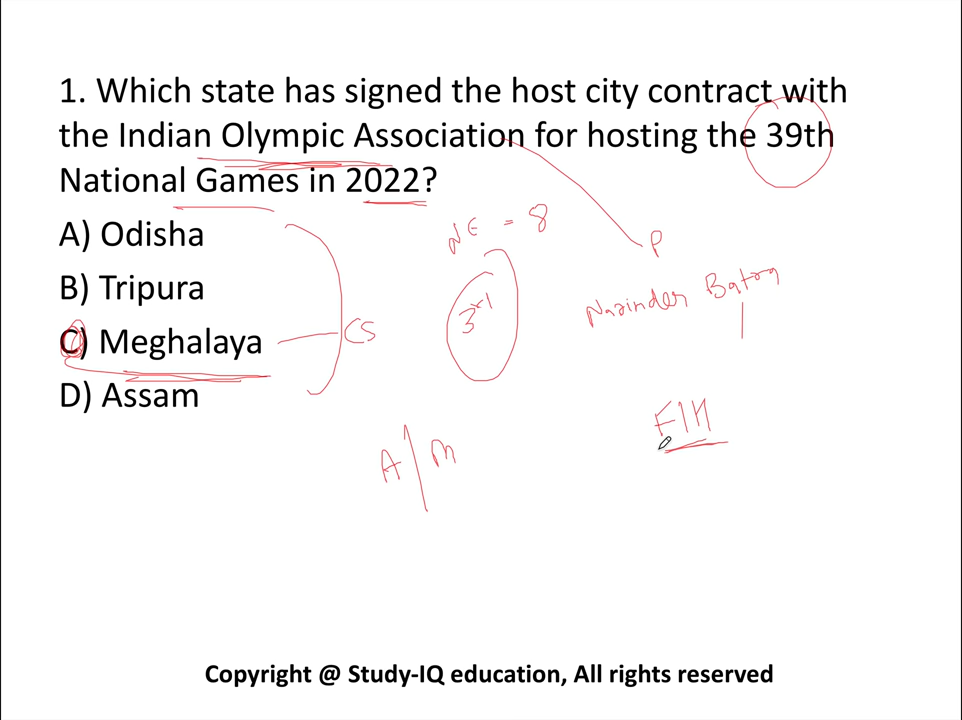 1. Which state has signed the host city contract with
the Indian Olympic Association for hosting the 39th
National Games in 2022?
A) Odisha
NE = 8
P
B) Tripura
3rd
Narinder Batra
C) Meghalaya
CS
D) Assam
FIH
A/M
Copyright @ Study-IQ education, All rights reserved